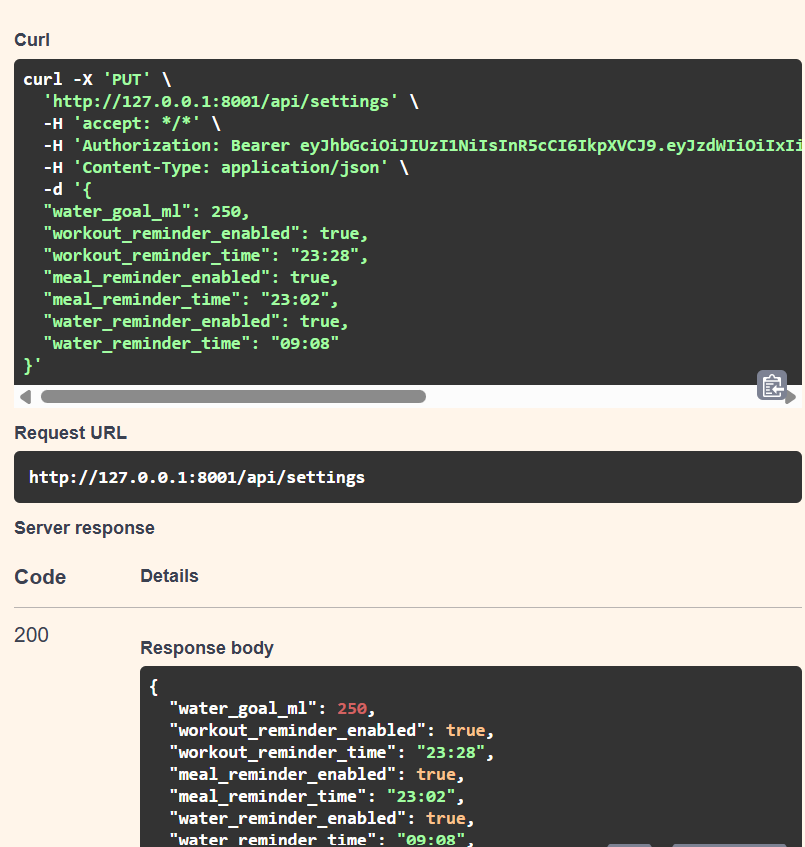 Curl
curl -X 'PUT' \
  'http://127.0.0.1:8001/api/settings' \
  -H 'accept: */*' \
  -H 'Authorization: Bearer eyJhbGciOiJIUzI1NiIsInR5cCI6IkpXVCJ9.eyJzdWIiOiIxIi
  -H 'Content-Type: application/json' \
  -d '{
  "water_goal_ml": 250,
  "workout_reminder_enabled": true,
  "workout_reminder_time": "23:28",
  "meal_reminder_enabled": true,
  "meal_reminder_time": "23:02",
  "water_reminder_enabled": true,
  "water_reminder_time": "09:08"
}'
Request URL
http://127.0.0.1:8001/api/settings
Server response
Code Details
200
Response body
{
  "water_goal_ml": 250,
  "workout_reminder_enabled": true,
  "workout_reminder_time": "23:28",
  "meal_reminder_enabled": true,
  "meal_reminder_time": "23:02",
  "water_reminder_enabled": true,
  "water_reminder_time": "09:08",